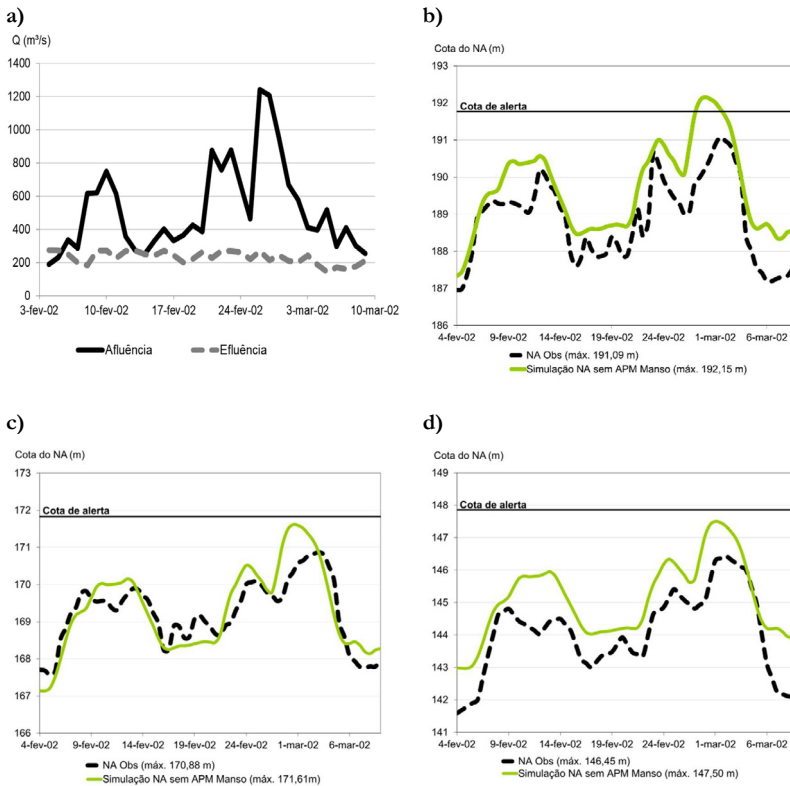 a)
Q (m³/s)
1400
1200
1000
800
600
400
200
0
3-fev-02 10-fev-02 17-fev-02 24-fev-02 3-mar-02 10-mar-02
Afluência Efluência
b)
Cota do NA (m)
193
192
191
190
189
188
187
186
Cota de alerta
4-fev-02 9-fev-02 14-fev-02 19-fev-02 24-fev-02 1-mar-02 6-mar-02
NA Obs (máx. 191,09 m)
Simulação NA sem APM Manso (máx. 192,15 m)
c)
Cota do NA (m)
173
172
171
170
169
168
167
166
Cota de alerta
4-fev-02 9-fev-02 14-fev-02 19-fev-02 24-fev-02 1-mar-02 6-mar-02
NA Obs (máx. 170,88 m)
Simulação NA sem APM Manso (máx. 171,61m)
d)
Cota do NA (m)
149
148
147
146
145
144
143
142
141
Cota de alerta
4-fev-02 9-fev-02 14-fev-02 19-fev-02 24-fev-02 1-mar-02 6-mar-02
NA Obs (máx. 146,45 m)
Simulação NA sem APM Manso (máx. 147,50 m)